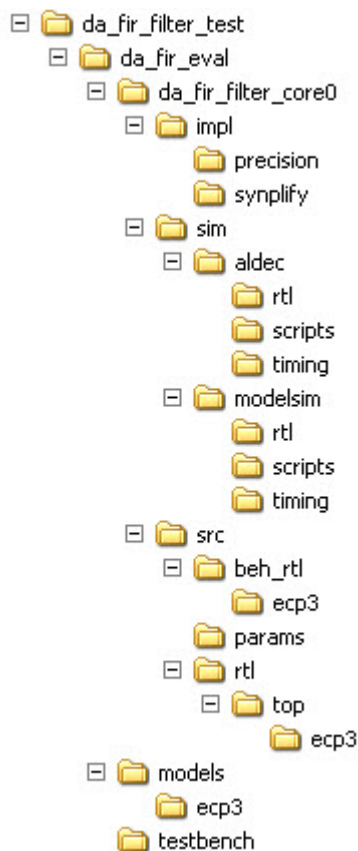 da_fir_filter_test
da_fir_eval
da_fir_filter_core0
impl
precision
synplify
sim
aldec
rtl
scripts
timing
modelsim
rtl
scripts
timing
src
beh_rtl
ecp3
params
rtl
top
ecp3
models
ecp3
testbench